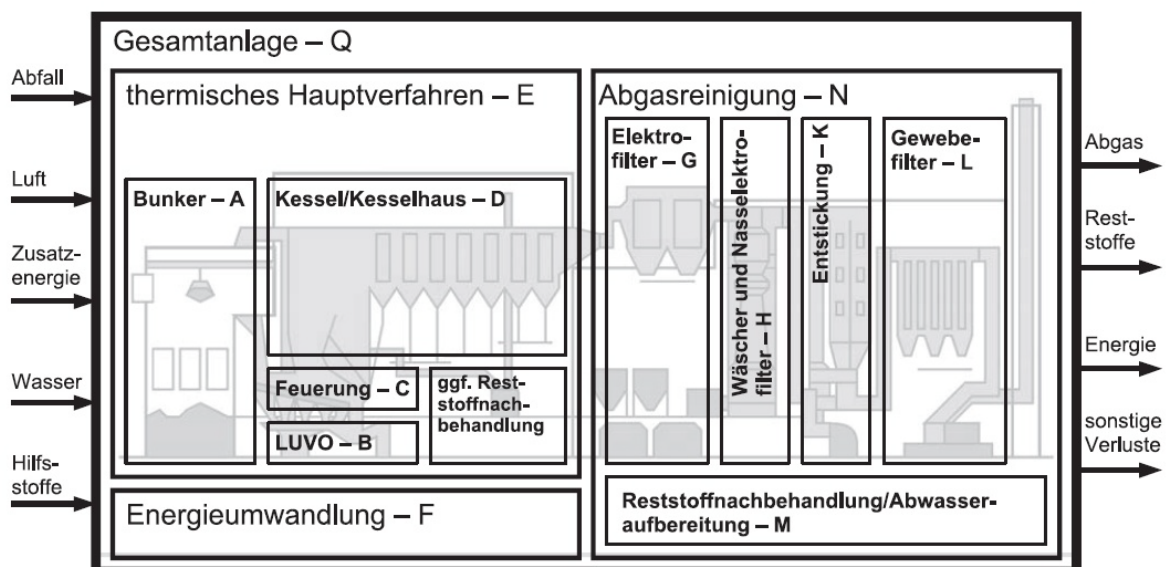 Gesamtanlage – Q
Abfall
Luft
Zusatz-
energie
Wasser
Hilfs-
stoffe
thermisches Hauptverfahren – E
Bunker – A
Kessel/Kesselhaus – D
Feuerung – C
LUVO – B
ggf. Rest-
stoffnach-
behandlung
Energieumwandlung – F
Abgasreinigung – N
Elektro-
filter – G
Wäscher und Nasselektro-
filter – H
Entstickung – K
Gewebe-
filter – L
Reststoffnachbehandlung/Abwasser-
aufbereitung – M
Abgas
Rest-
stoffe
Energie
sonstige
Verluste